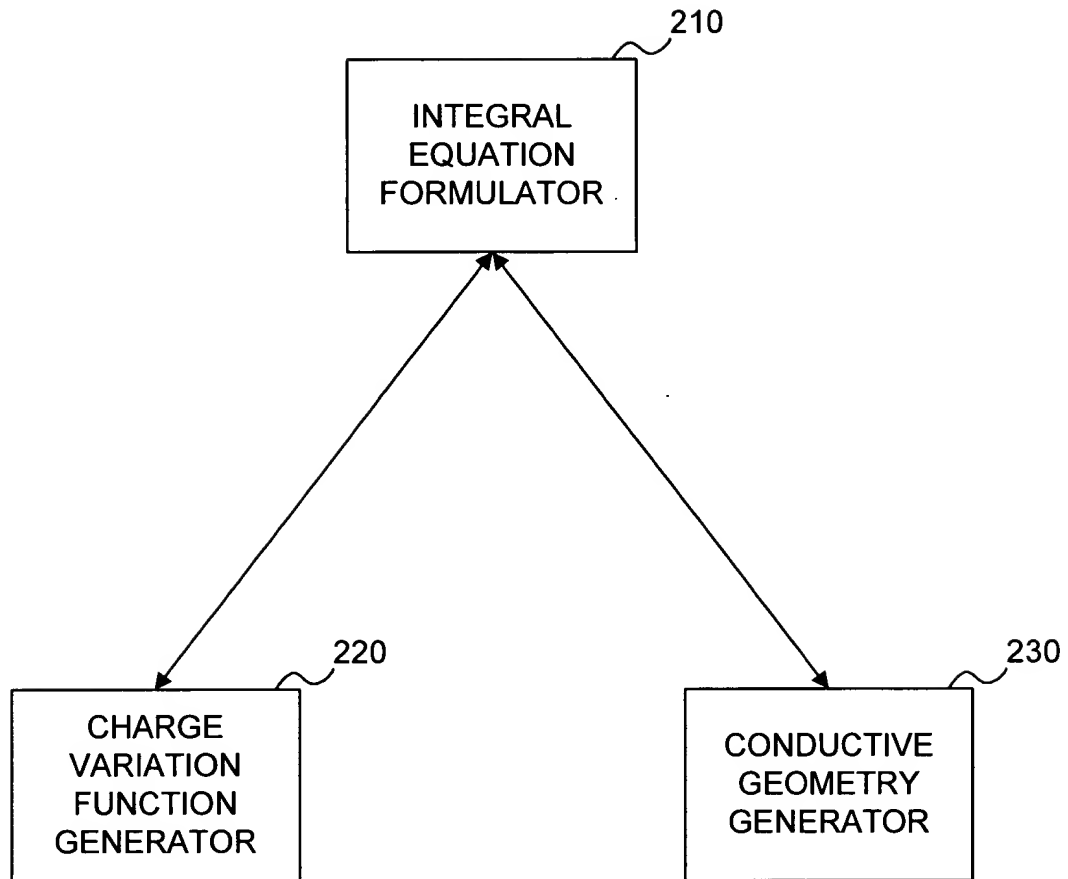 210
INTEGRAL
EQUATION
FORMULATOR
220
CHARGE
VARIATION
FUNCTION
GENERATOR
230
CONDUCTIVE
GEOMETRY
GENERATOR